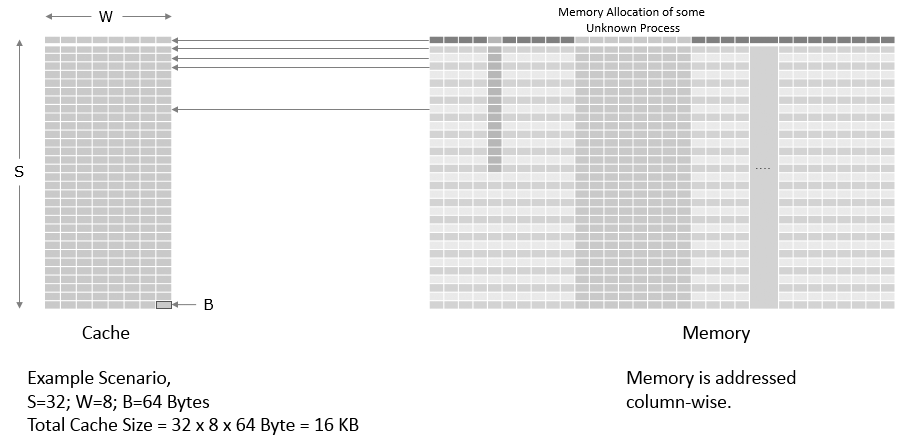 W
Memory Allocation of some
Unknown Process
S
....
B
Cache
Memory
Example Scenario,
S=32; W=8; B=64 Bytes
Total Cache Size = 32 x 8 x 64 Byte = 16 KB
Memory is addressed
column-wise.